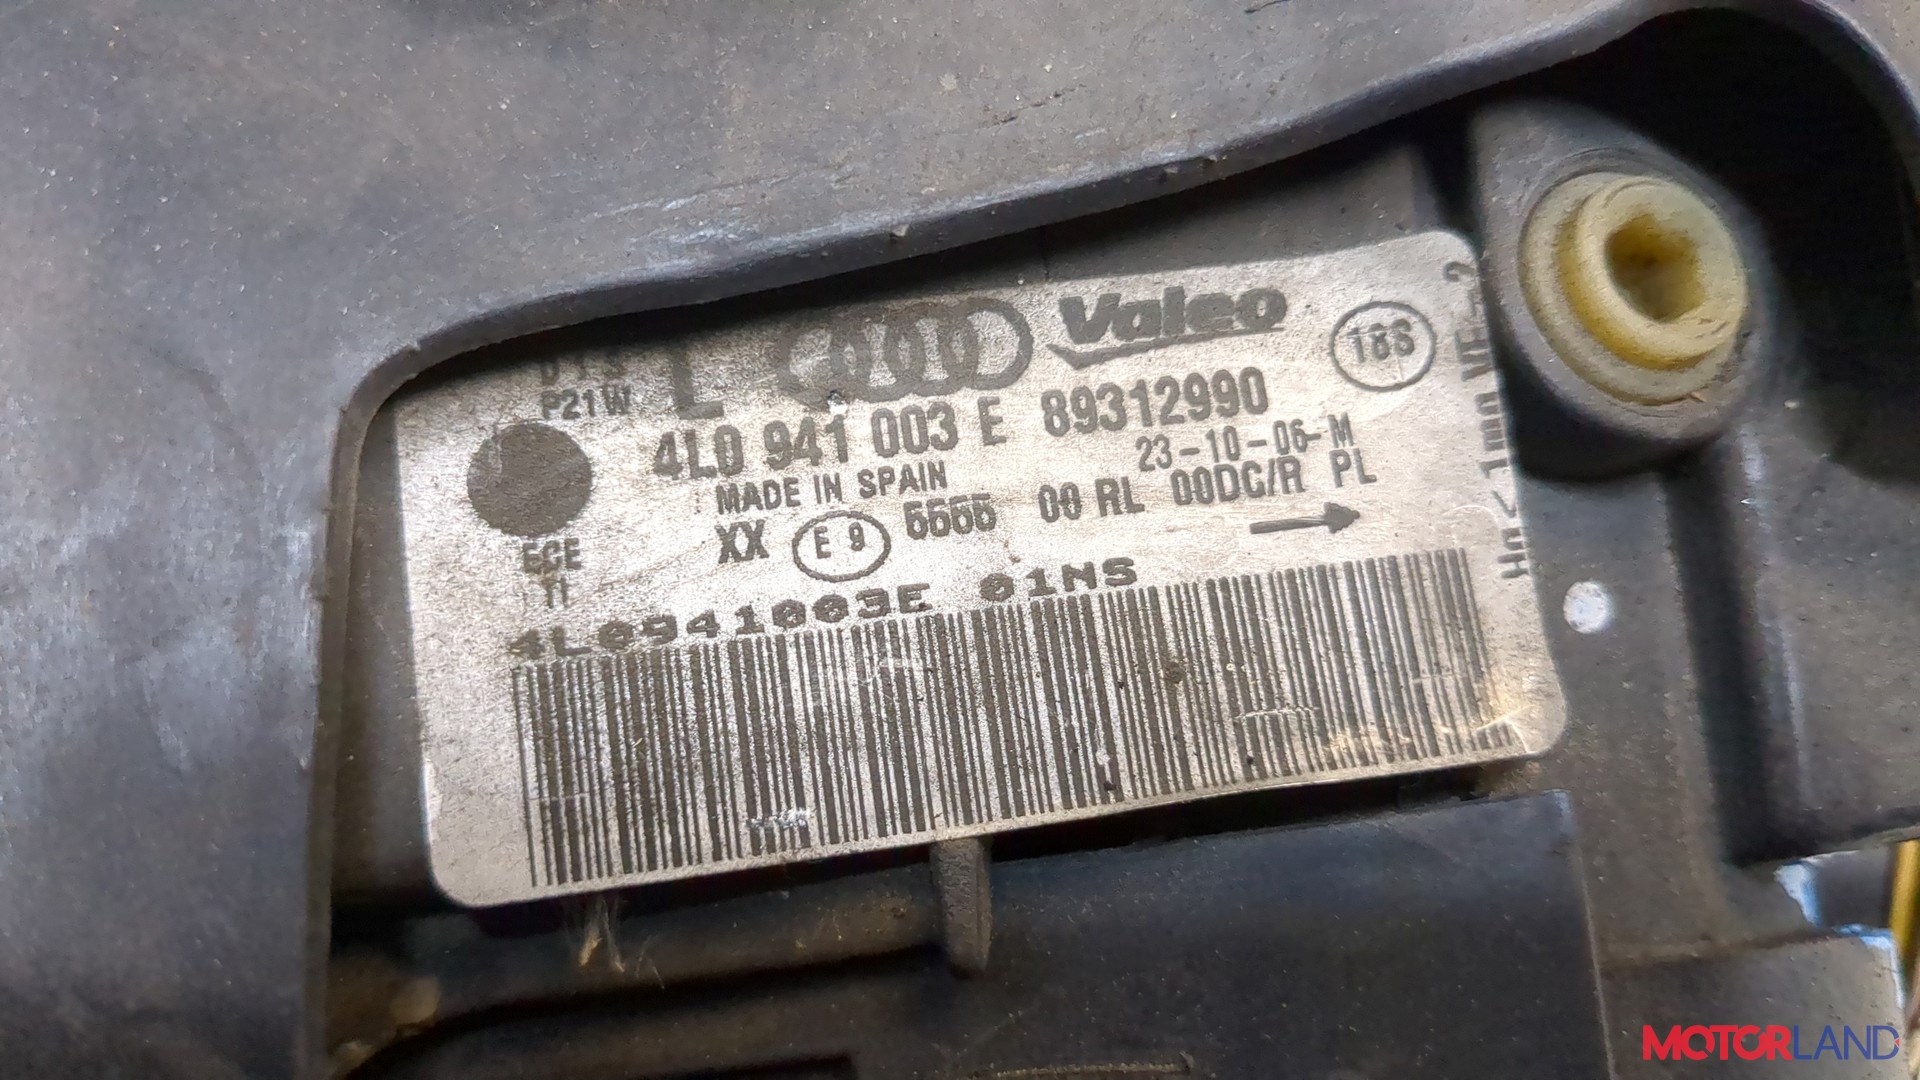 D1S
P21W
L
Valeo
18S
4L0 941 003 E 89312990
MADE IN SPAIN
23-10-06-M
XX E 9 5555 00 RL 00DC/R PL
ECE
4L0941003E 01MS
MOTORLAND